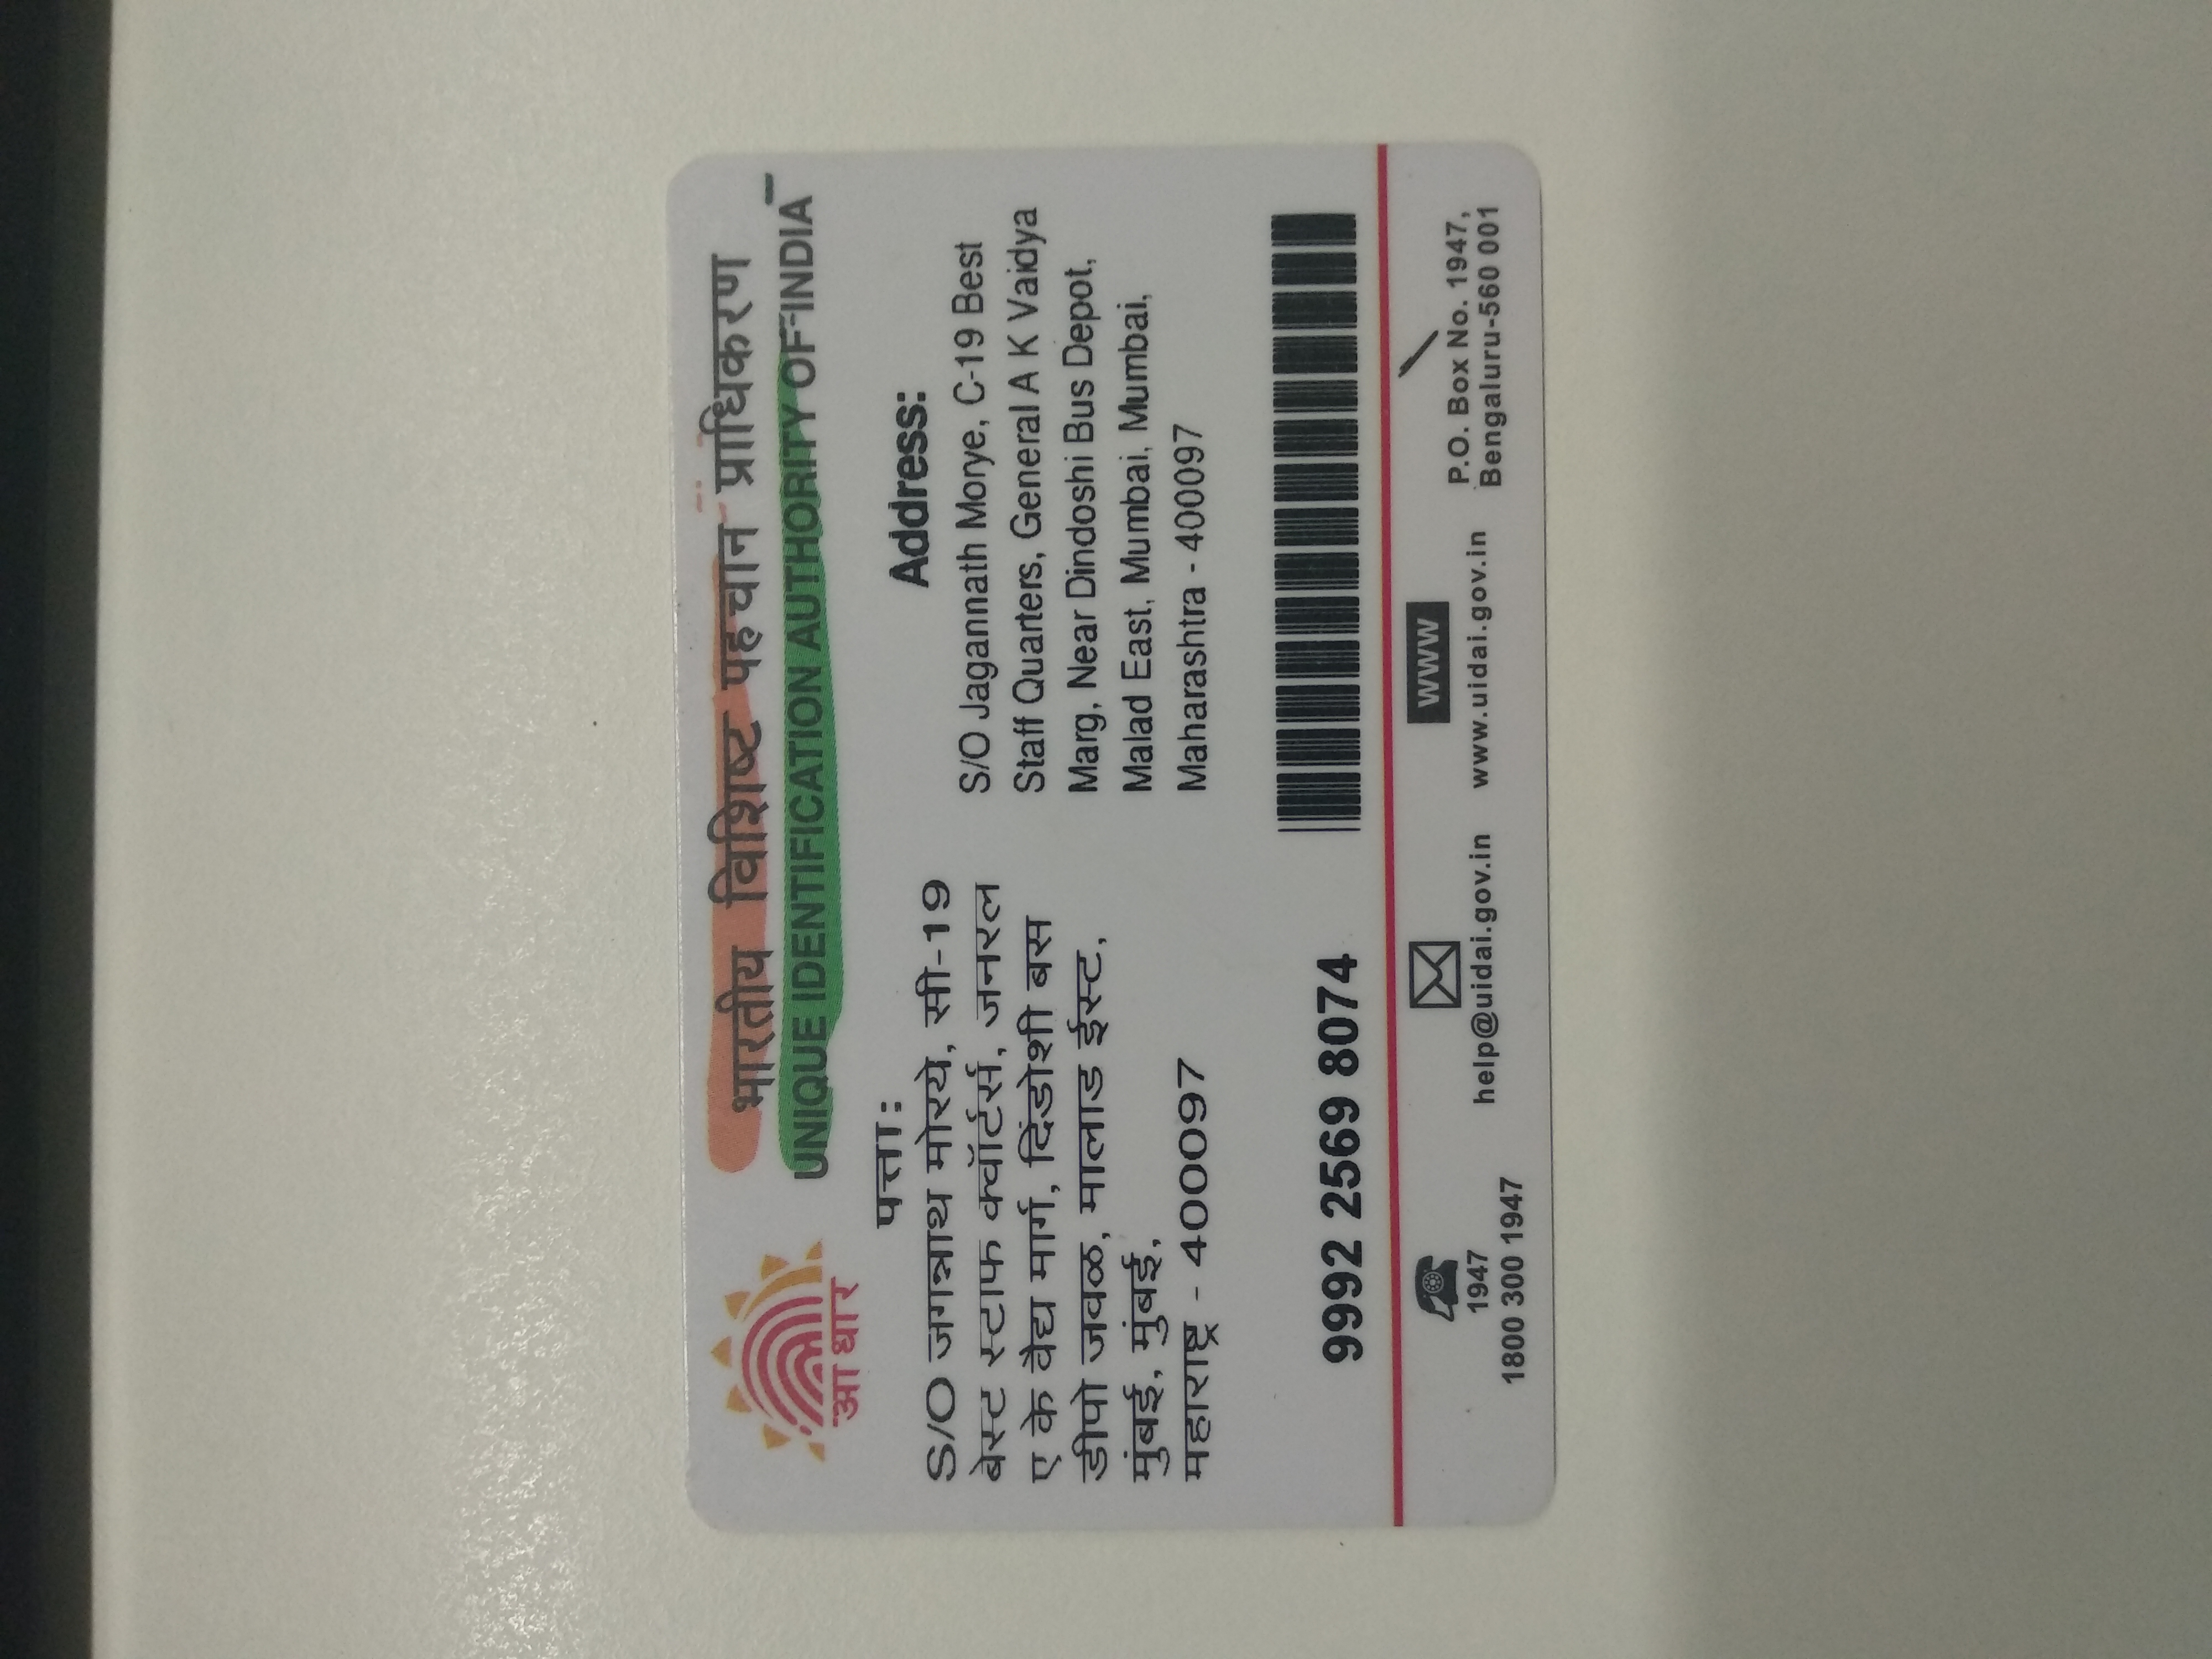 भारतीय विशिष्ट पहचान प्राधिकरण
UNIQUE IDENTIFICATION AUTHORITY OF INDIA
आधार
पत्ता:
S/O जगन्नाथ मोरये, सी-19
बेस्ट स्टाफ क्वॉर्टर्स, जनरल
ए के वैद्य मार्ग, दिंडोशी बस
डीपो जवळ, मालाड ईस्ट,
मुंबई, मुंबई,
महाराष्ट्र - 400097
Address:
S/O Jagannath Morye, C-19 Best
Staff Quarters, General A K Vaidya
Marg, Near Dindoshi Bus Depot,
Malad East, Mumbai, Mumbai,
Maharashtra - 400097
9992 2569 8074
1947
1800 300 1947
help@uidai.gov.in
WWW
www.uidai.gov.in
P.O. Box No. 1947,
Bengaluru-560 001